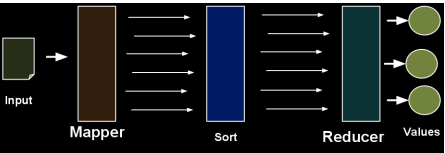 Input
Mapper
Sort
Reducer
Values